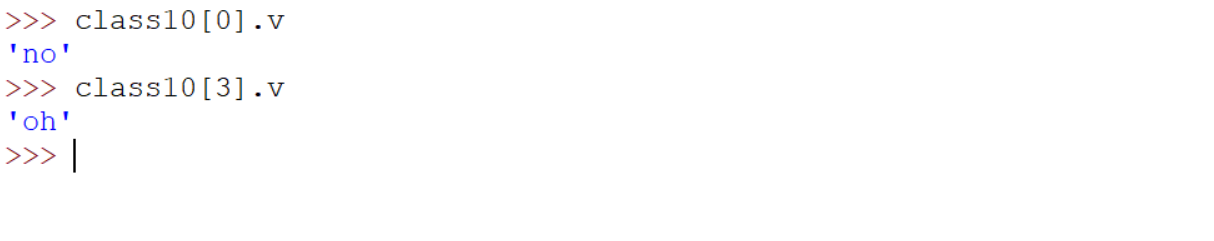 >>> class10[0].v
'no'
>>> class10[3].v
'oh'
>>>